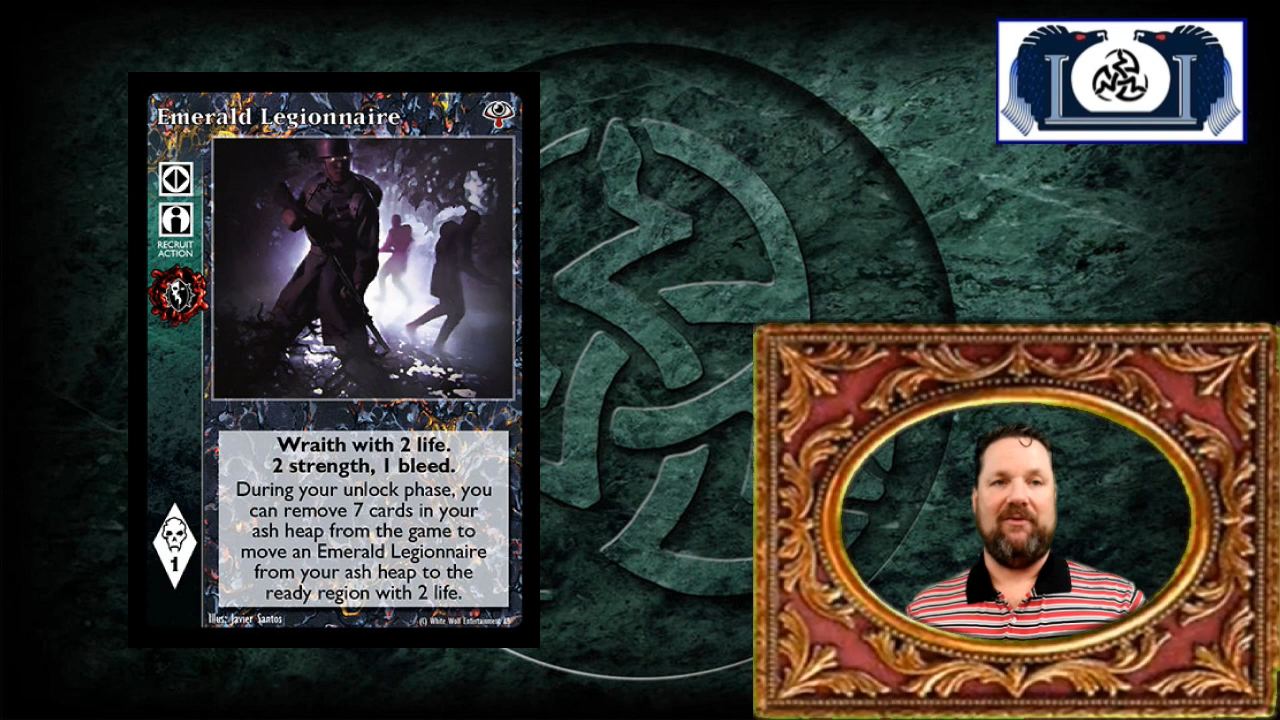 Emerald Legionnaire
RECRUIT
ACTION
Wraith with 2 life.
2 strength, 1 bleed.
During your unlock phase, you
can remove 7 cards in your
ash heap from the game to
move an Emerald Legionnaire
from your ash heap to the
ready region with 2 life.
1
Illus: Javier Santos
(C) White Wolf Entertainment AB